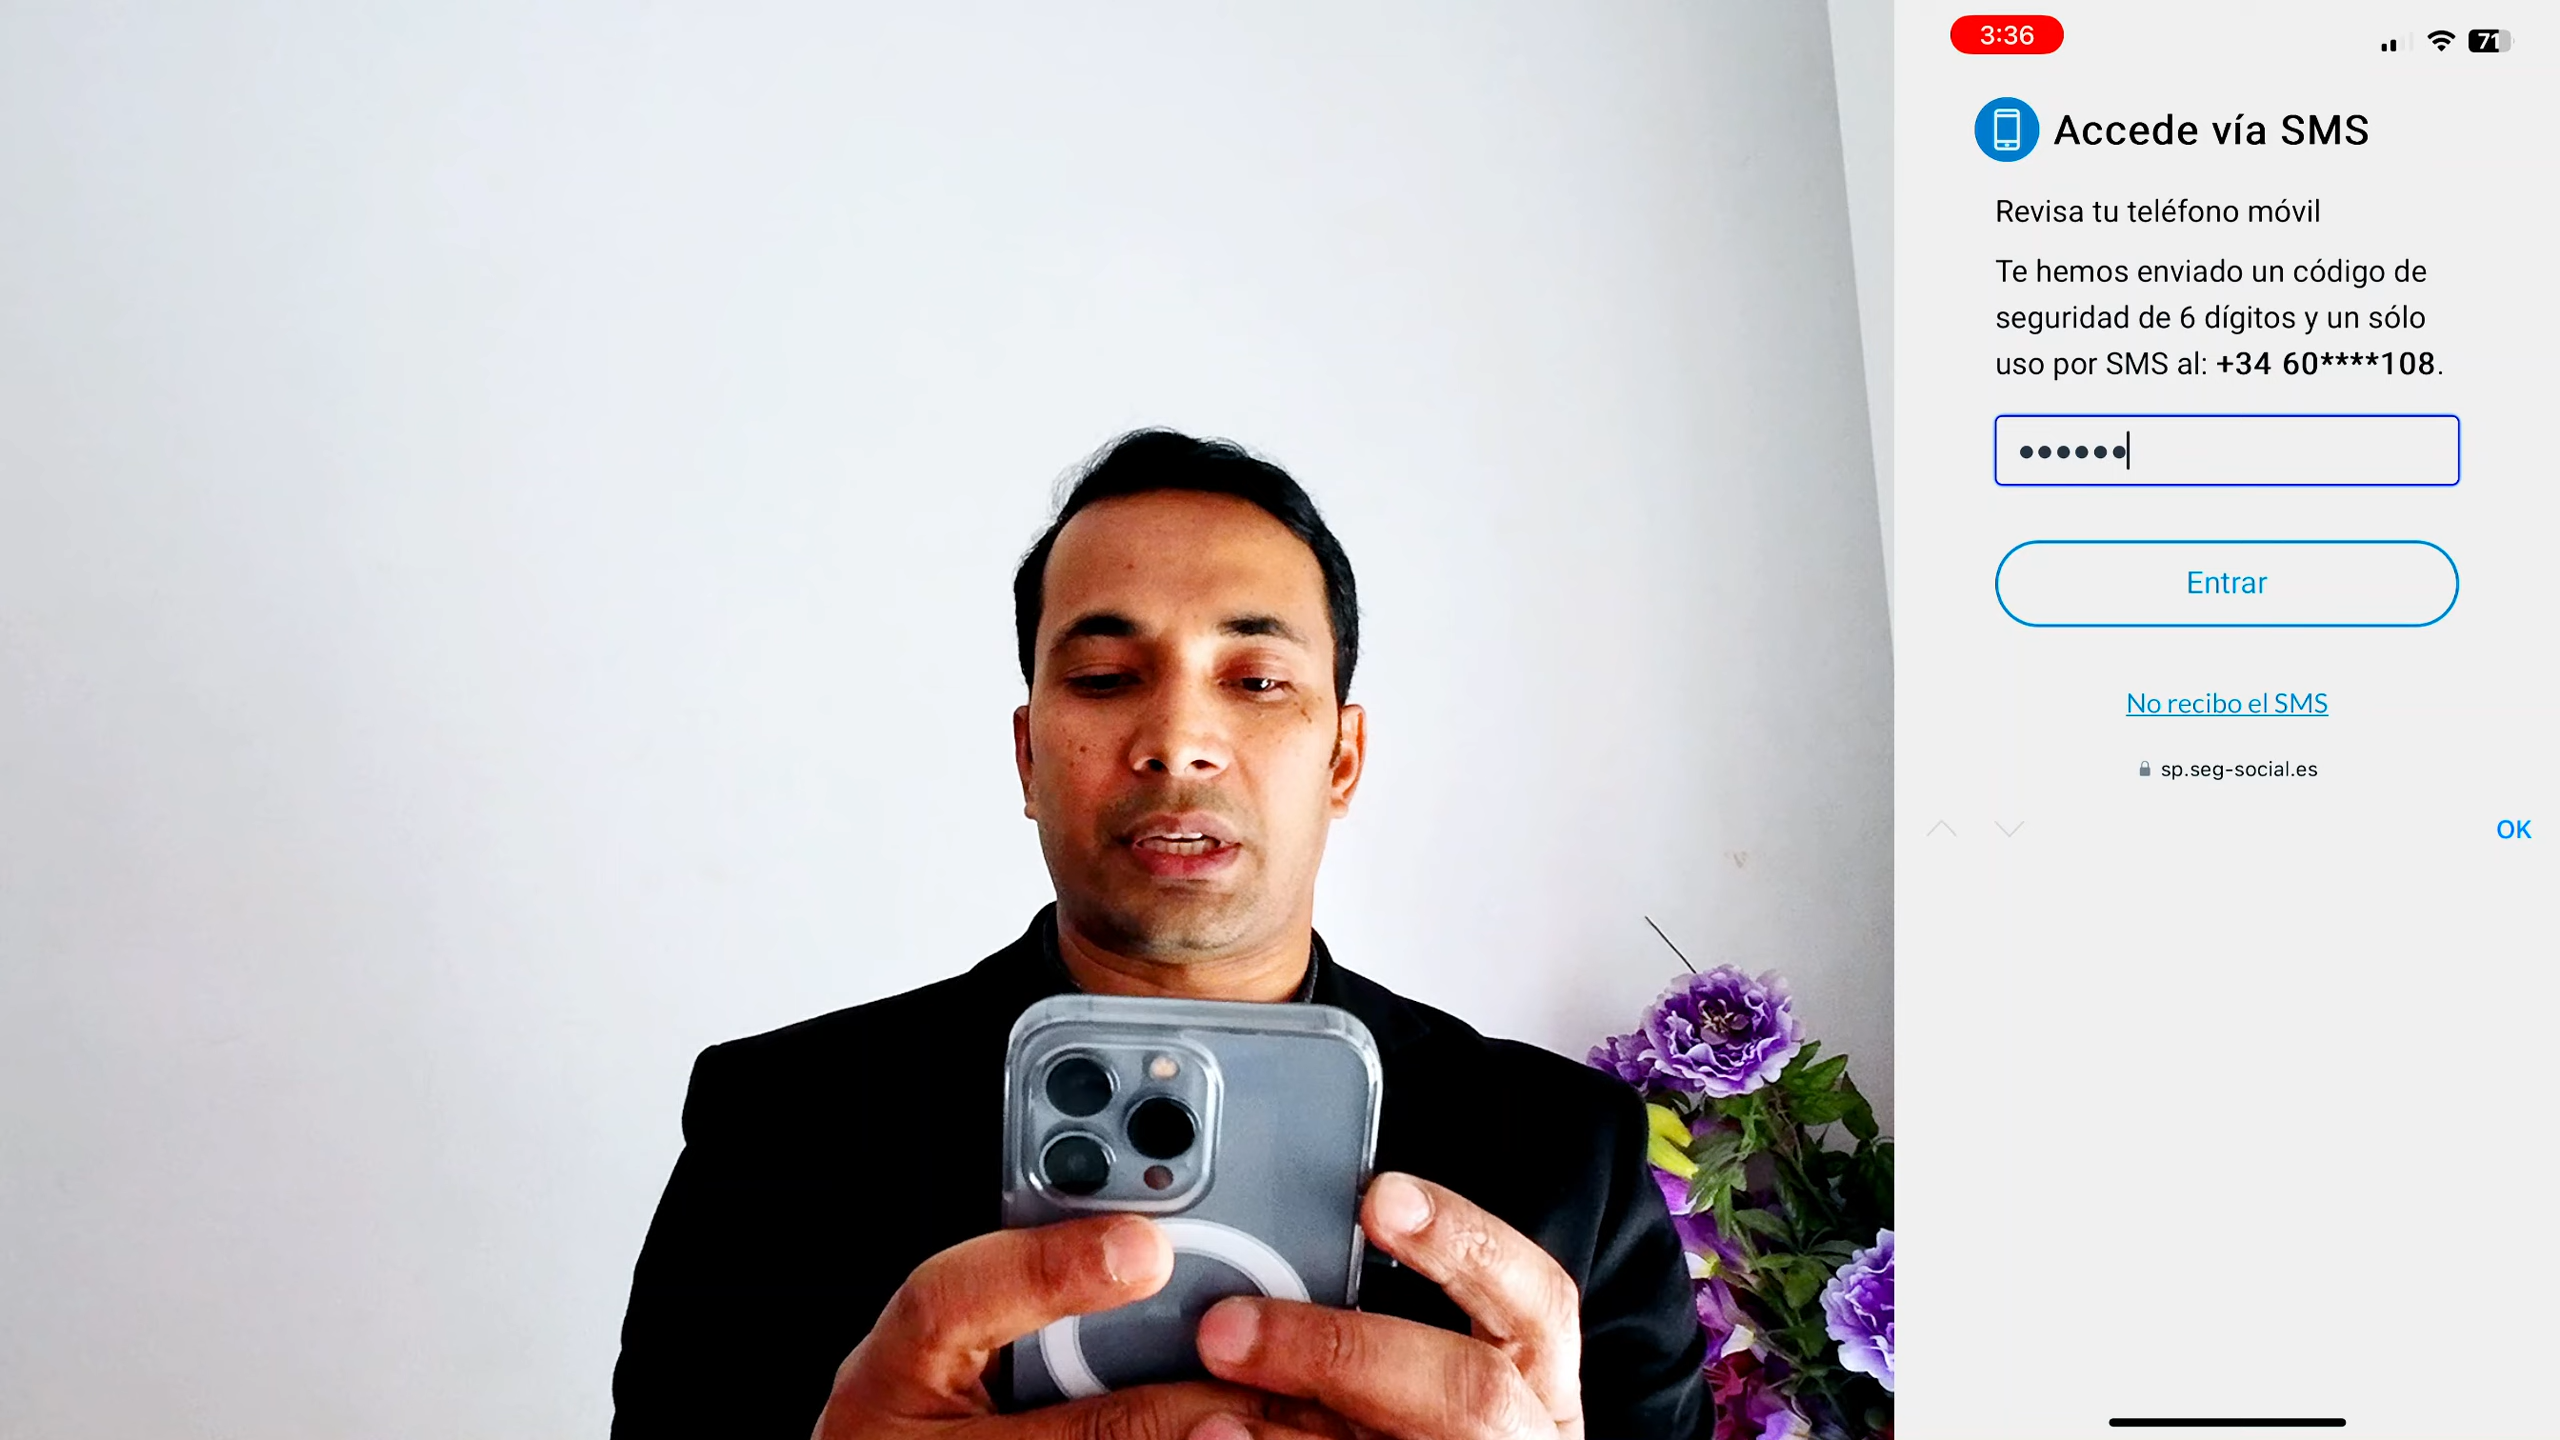 3:36
71
Accede vía SMS
Revisa tu teléfono móvil
Te hemos enviado un código de
seguridad de 6 dígitos y un sólo
uso por SMS al: +34 60****108.
••••••
Entrar
No recibo el SMS
sp.seg-social.es
OK